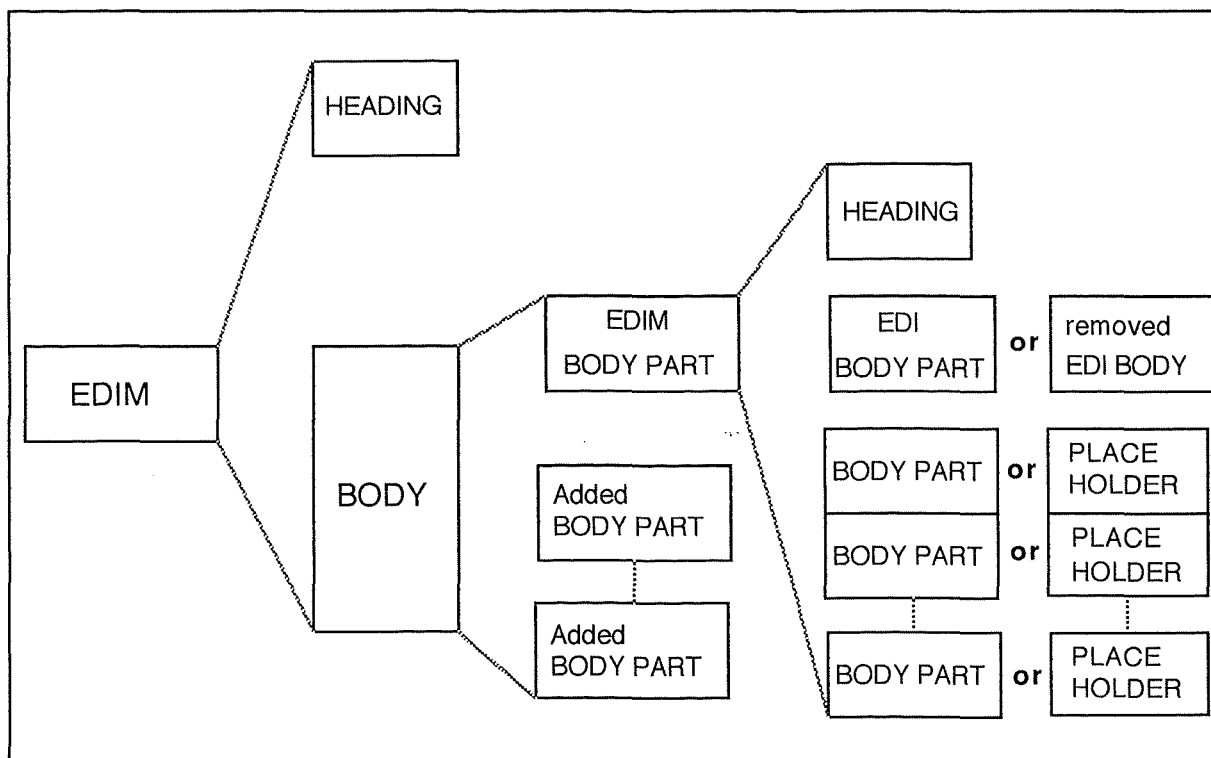 HEADING
EDIM
BODY
EDIM
BODY PART
Added
BODY PART
Added
BODY PART
HEADING
EDI
BODY PART
or
removed
EDI BODY
BODY PART
or
PLACE
HOLDER
BODY PART
or
PLACE
HOLDER
BODY PART
or
PLACE
HOLDER